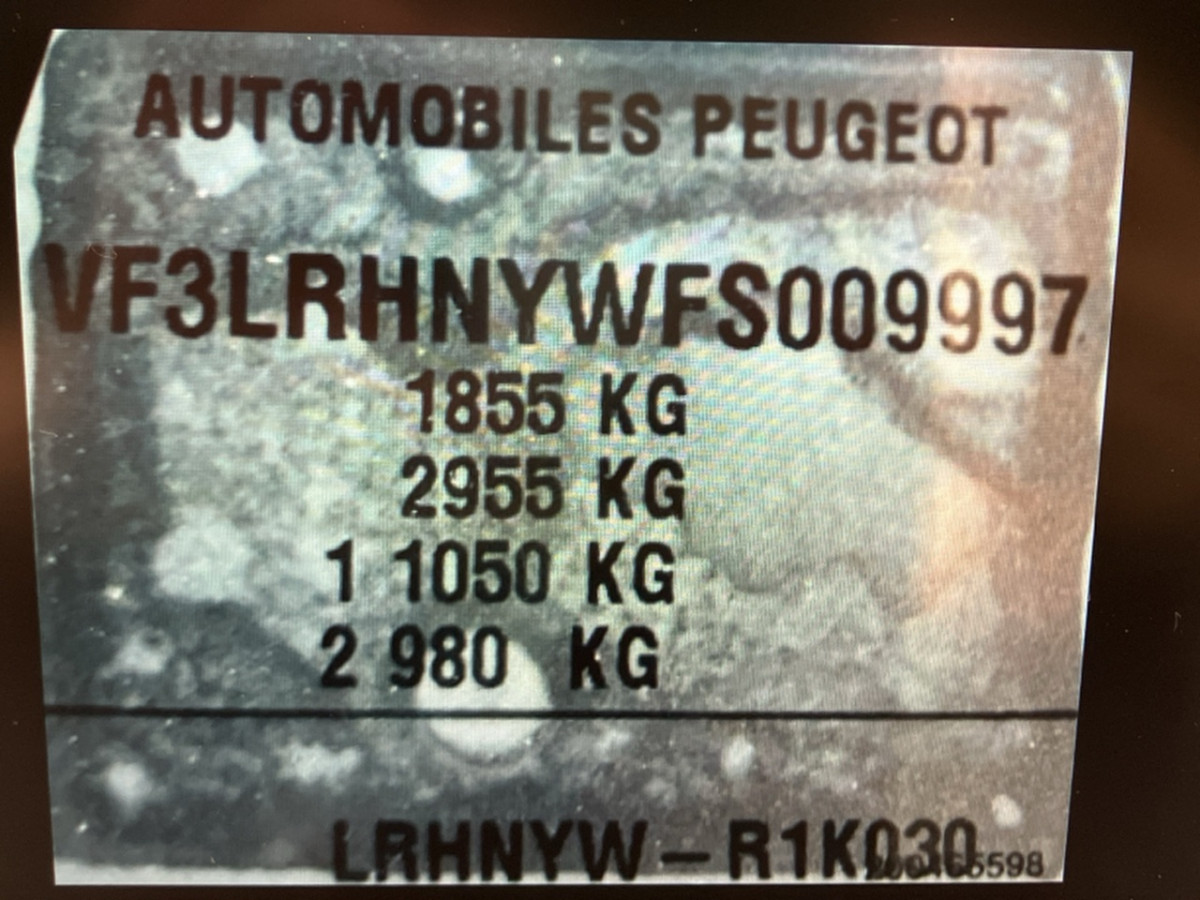 AUTOMOBILES PEUGEOT
VF3LRHNYWFS009997
1855 KG
2955 KG
1 1050 KG
2 980 KG
LRHNYW - R1K030